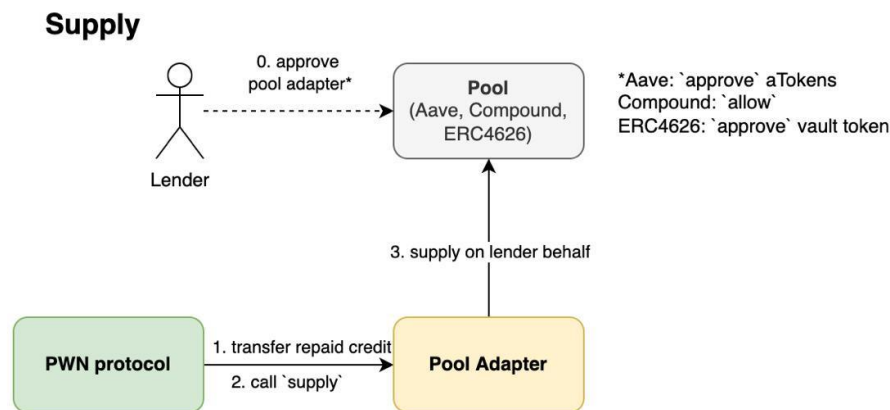 Supply
0. approve
pool adapter*
Pool
(Aave, Compound,
ERC4626)
*Aave: `approve` aTokens
Compound: `allow`
ERC4626: `approve` vault token
Lender
3. supply on lender behalf
PWN protocol
1. transfer repaid credit
2. call `supply`
Pool Adapter